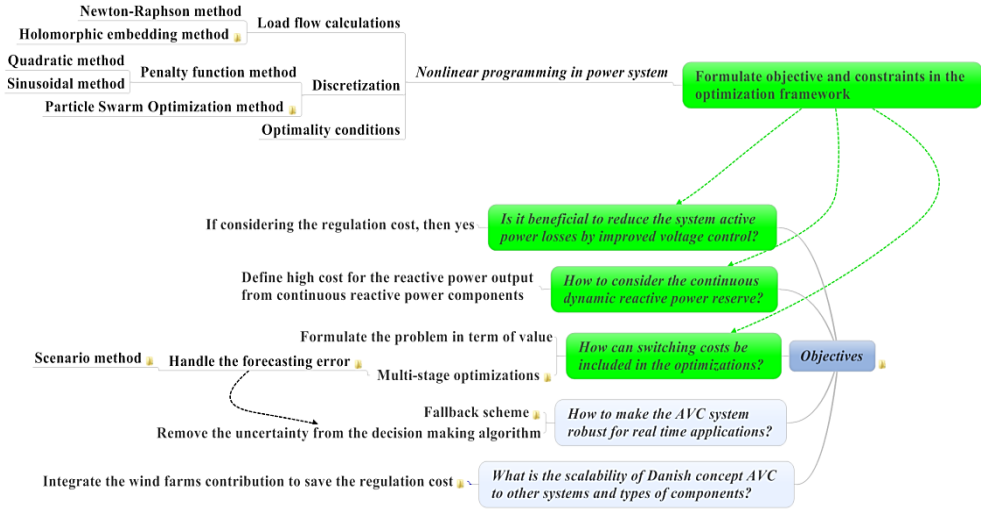 Newton-Raphson method
Holomorphic embedding method
Load flow calculations
Quadratic method
Sinusoidal method
Penalty function method
Particle Swarm Optimization method
Discretization
Optimality conditions
Nonlinear programming in power system
Formulate objective and constraints in the
optimization framework
If considering the regulation cost, then yes
Is it beneficial to reduce the system active
power losses by improved voltage control?
Define high cost for the reactive power output
from continuous reactive power components
How to consider the continuous
dynamic reactive power reserve?
Formulate the problem in term of value
Scenario method
Handle the forecasting error
Multi-stage optimizations
How can switching costs be
included in the optimizations?
Objectives
Fallback scheme
Remove the uncertainty from the decision making algorithm
How to make the AVC system
robust for real time applications?
Integrate the wind farms contribution to save the regulation cost
What is the scalability of Danish concept AVC
to other systems and types of components?